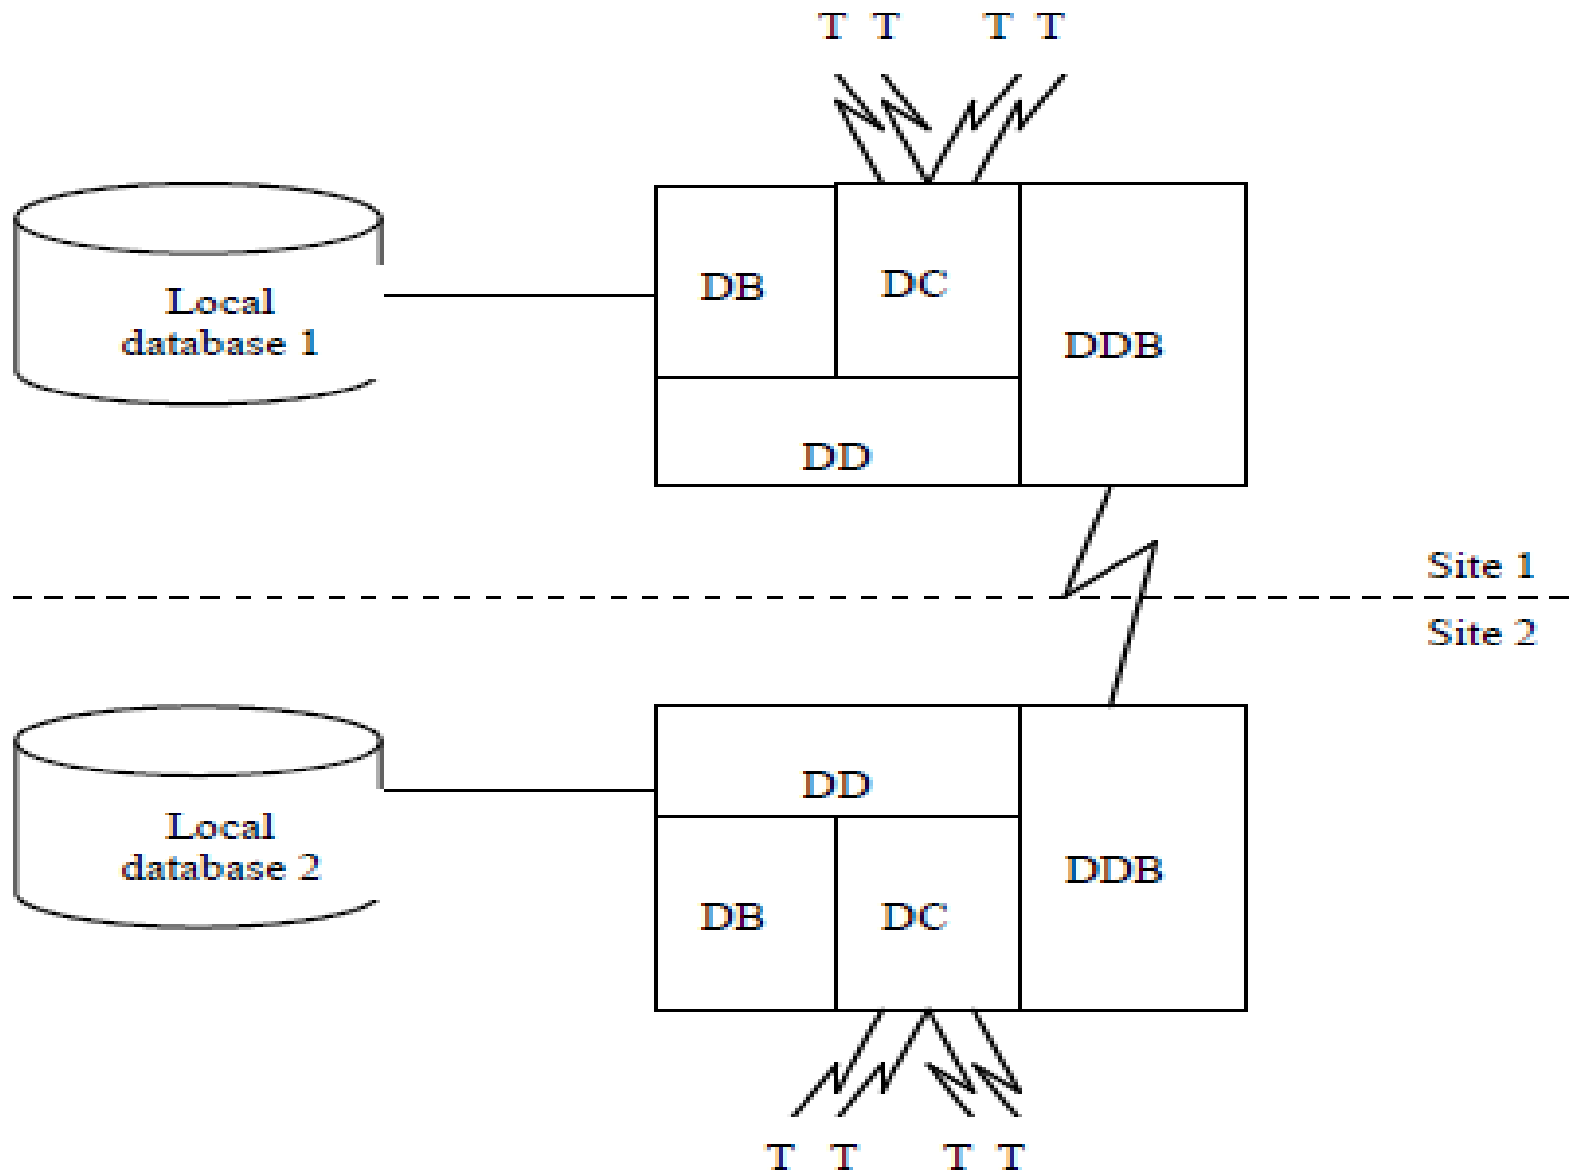 T T T T
DB DC
Local
database 1
DDB
DD
Site 1
Site 2
DD
Local
database 2
DDB
DB DC
T T T T